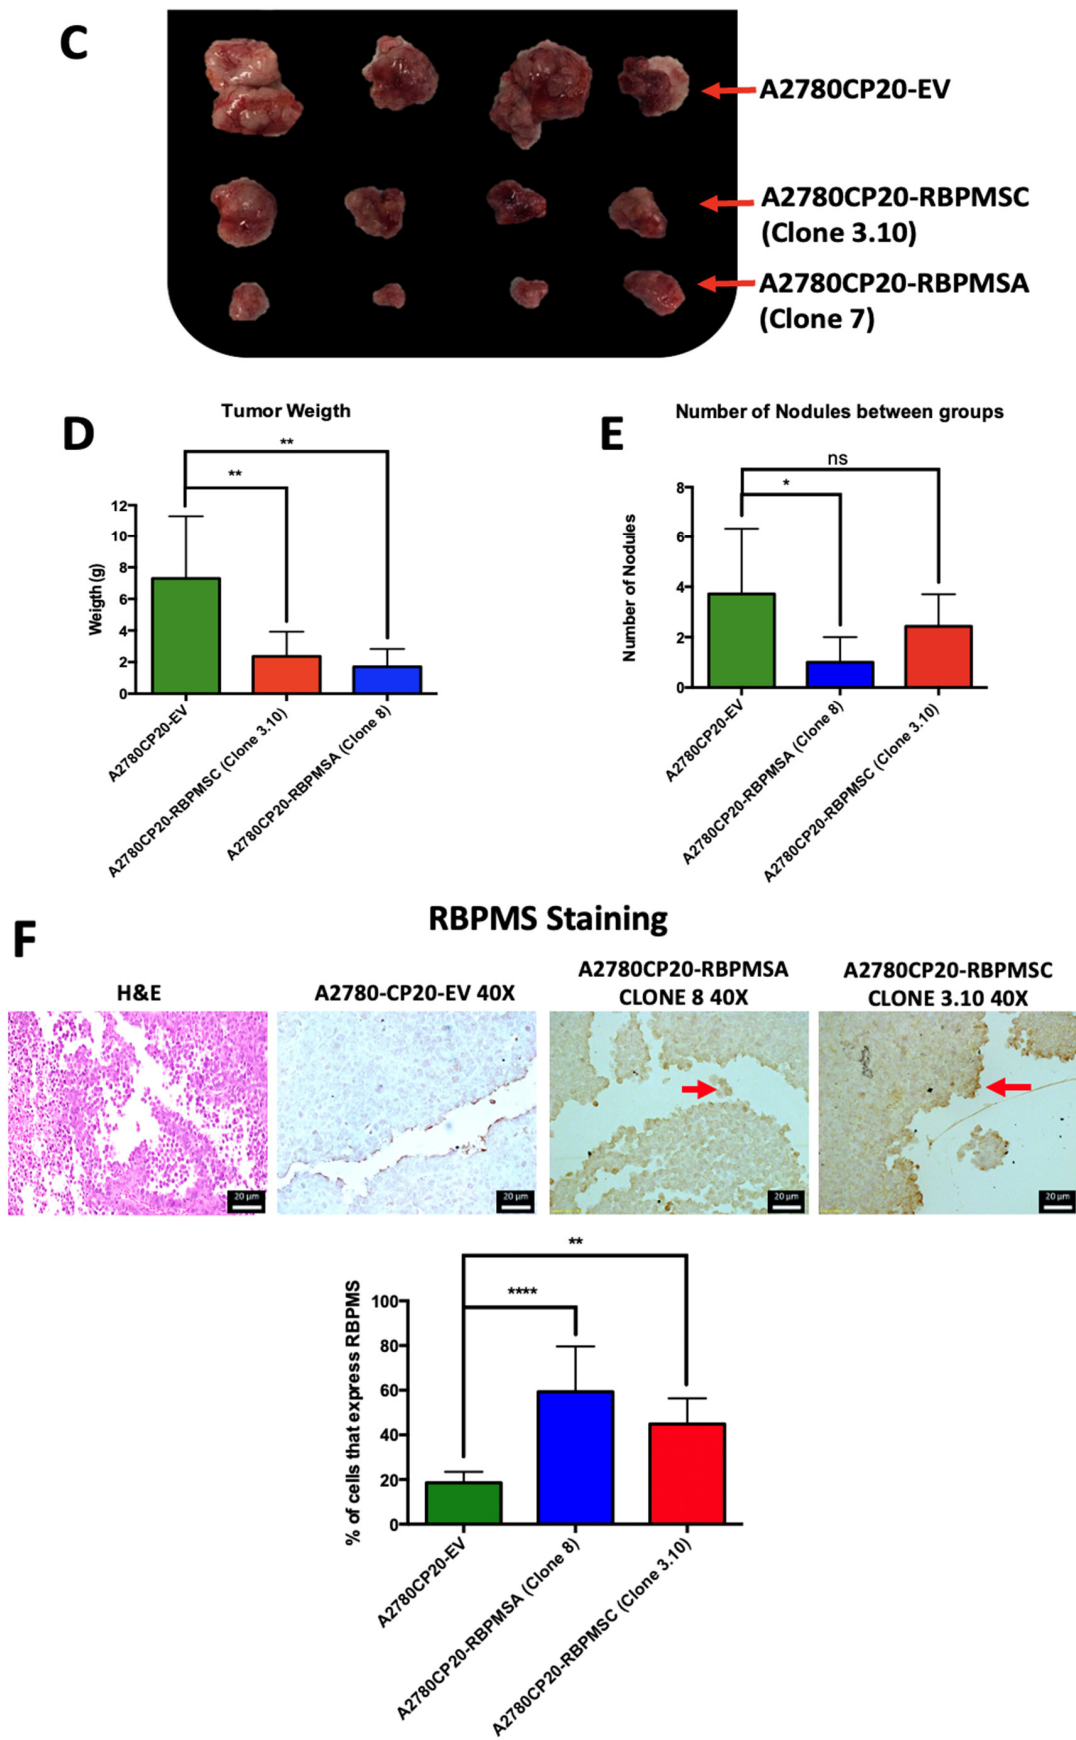 C
A2780CP20-EV
A2780CP20-RBPMSC
(Clone 3.10)
A2780CP20-RBPMSA
(Clone 7)
D
Tumor Weigth
**
**
Weigth (g)
12
10
8
6
4
2
0
A2780CP20-EV
A2780CP20-RBPMSC (Clone 3.10)
A2780CP20-RBPMSA (Clone 8)
E
Number of Nodules between groups
ns
*
Number of Nodules
8
6
4
2
0
A2780CP20-EV
A2780CP20-RBPMSA (Clone 8)
A2780CP20-RBPMSC (Clone 3.10)
F
RBPMS Staining
H&E
A2780-CP20-EV 40X
A2780CP20-RBPMSA
CLONE 8 40X
A2780CP20-RBPMSC
CLONE 3.10 40X
20 µm
20 µm
20 µm
20 µm
**
****
% of cells that express RBPMS
100
80
60
40
20
0
A2780CP20-EV
A2780CP20-RBPMSA (Clone 8)
A2780CP20-RBPMSC (Clone 3.10)